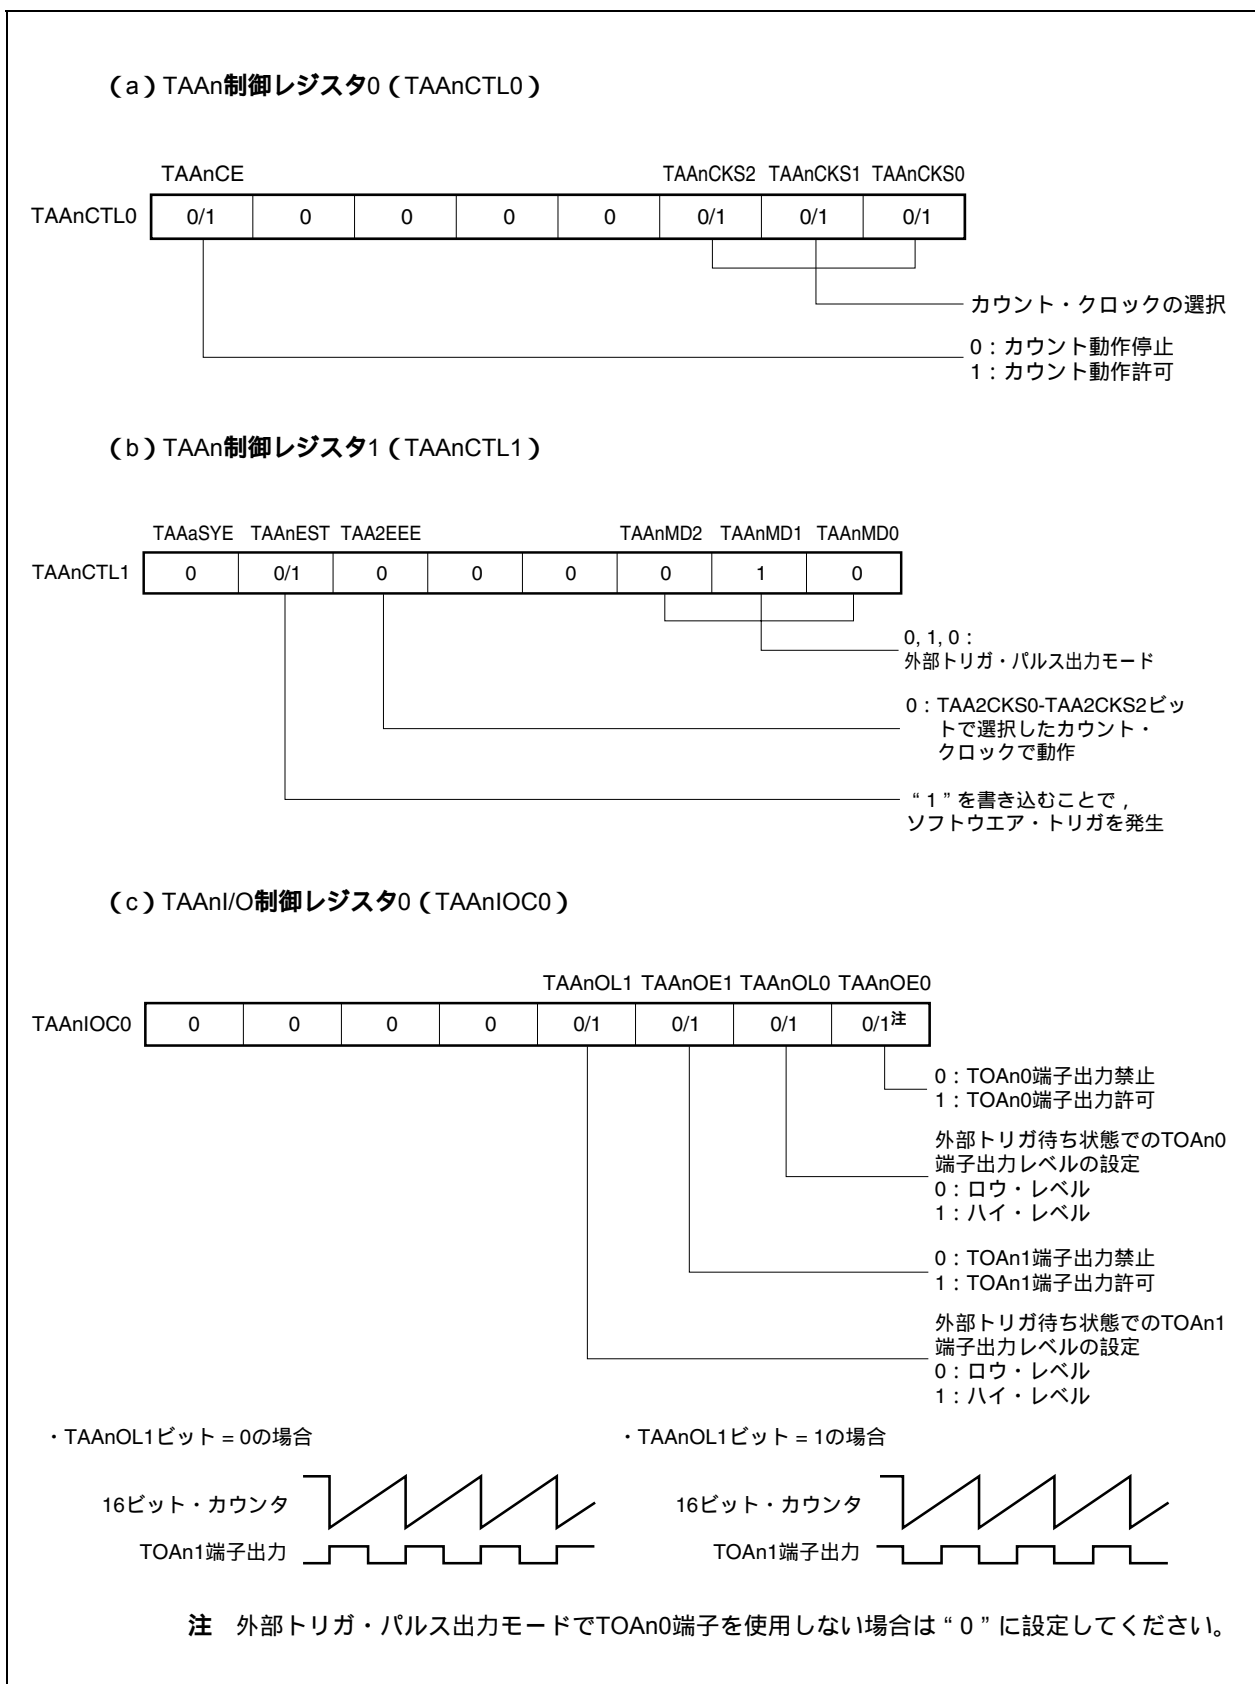 （a）TAAn制御レジスタ0（TAAnCTL0）
TAAnCE TAAnCKS2 TAAnCKS1 TAAnCKS0
TAAnCTL0 0/1 0 0 0 0 0/1 0/1 0/1
カウント・クロックの選択
0：カウント動作停止
1：カウント動作許可
（b）TAAn制御レジスタ1（TAAnCTL1）
TAAaSYE TAAnEST TAA2EEE TAAnMD2 TAAnMD1 TAAnMD0
TAAnCTL1 0 0/1 0 0 0 0 1 0
0, 1, 0：
外部トリガ・パルス出力モード
0：TAA2CKS0-TAA2CKS2ビッ
トで選択したカウント・
クロックで動作
“1”を書き込むことで，
ソフトウエア・トリガを発生
（c）TAAnI/O制御レジスタ0（TAAnIOC0）
TAAnOL1 TAAnOE1 TAAnOL0 TAAnOE0
TAAnIOC0 0 0 0 0 0/1 0/1 0/1 0/1注
0：TOAn0端子出力禁止
1：TOAn0端子出力許可
外部トリガ待ち状態でのTOAn0
端子出力レベルの設定
0：ロウ・レベル
1：ハイ・レベル
0：TOAn1端子出力禁止
1：TOAn1端子出力許可
外部トリガ待ち状態でのTOAn1
端子出力レベルの設定
0：ロウ・レベル
1：ハイ・レベル
・TAAnOL1ビット = 0の場合 ・TAAnOL1ビット = 1の場合
16ビット・カウンタ 16ビット・カウンタ
TOAn1端子出力 TOAn1端子出力
注 外部トリガ・パルス出力モードでTOAn0端子を使用しない場合は“0”に設定してください。